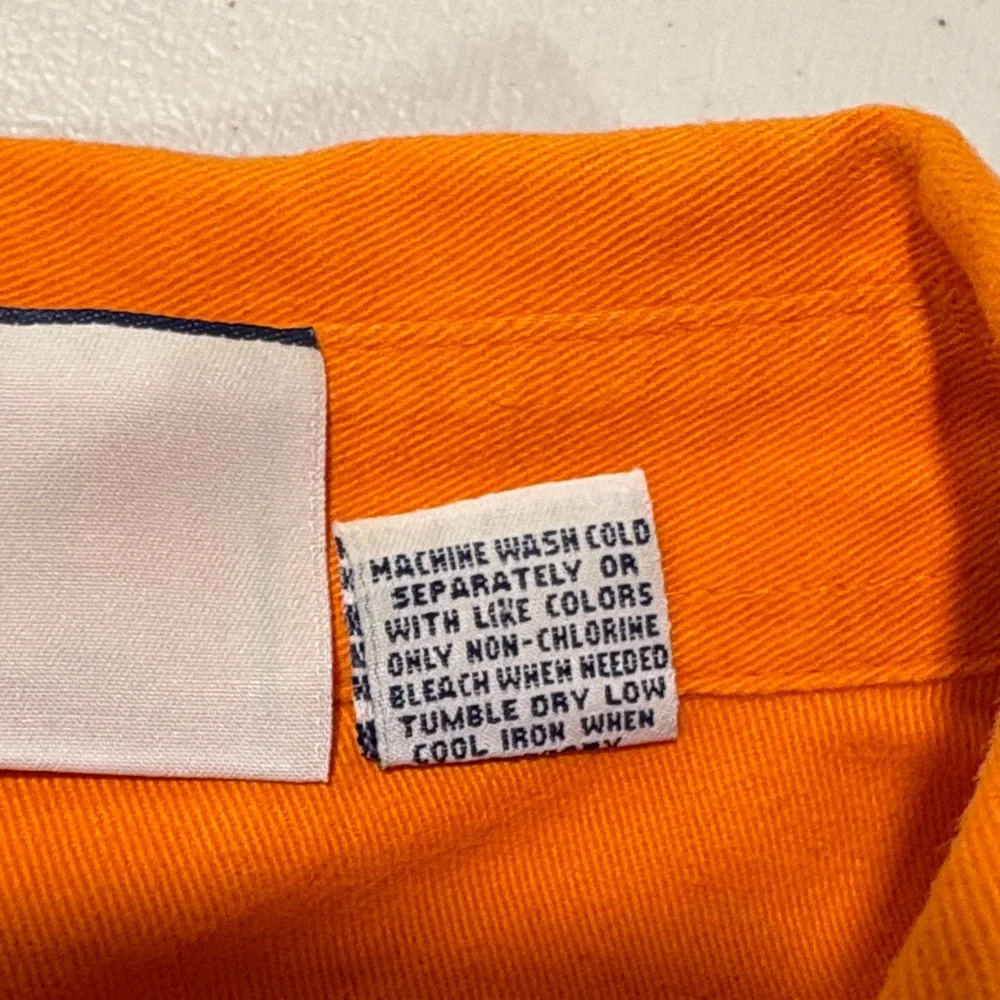 MACHINE WASH COLD
SEPARATELY OR
WITH LIKE COLORS
ONLY NON-CHLORINE
BLEACH WHEN NEEDED
TUMBLE DRY LOW
COOL IRON WHEN